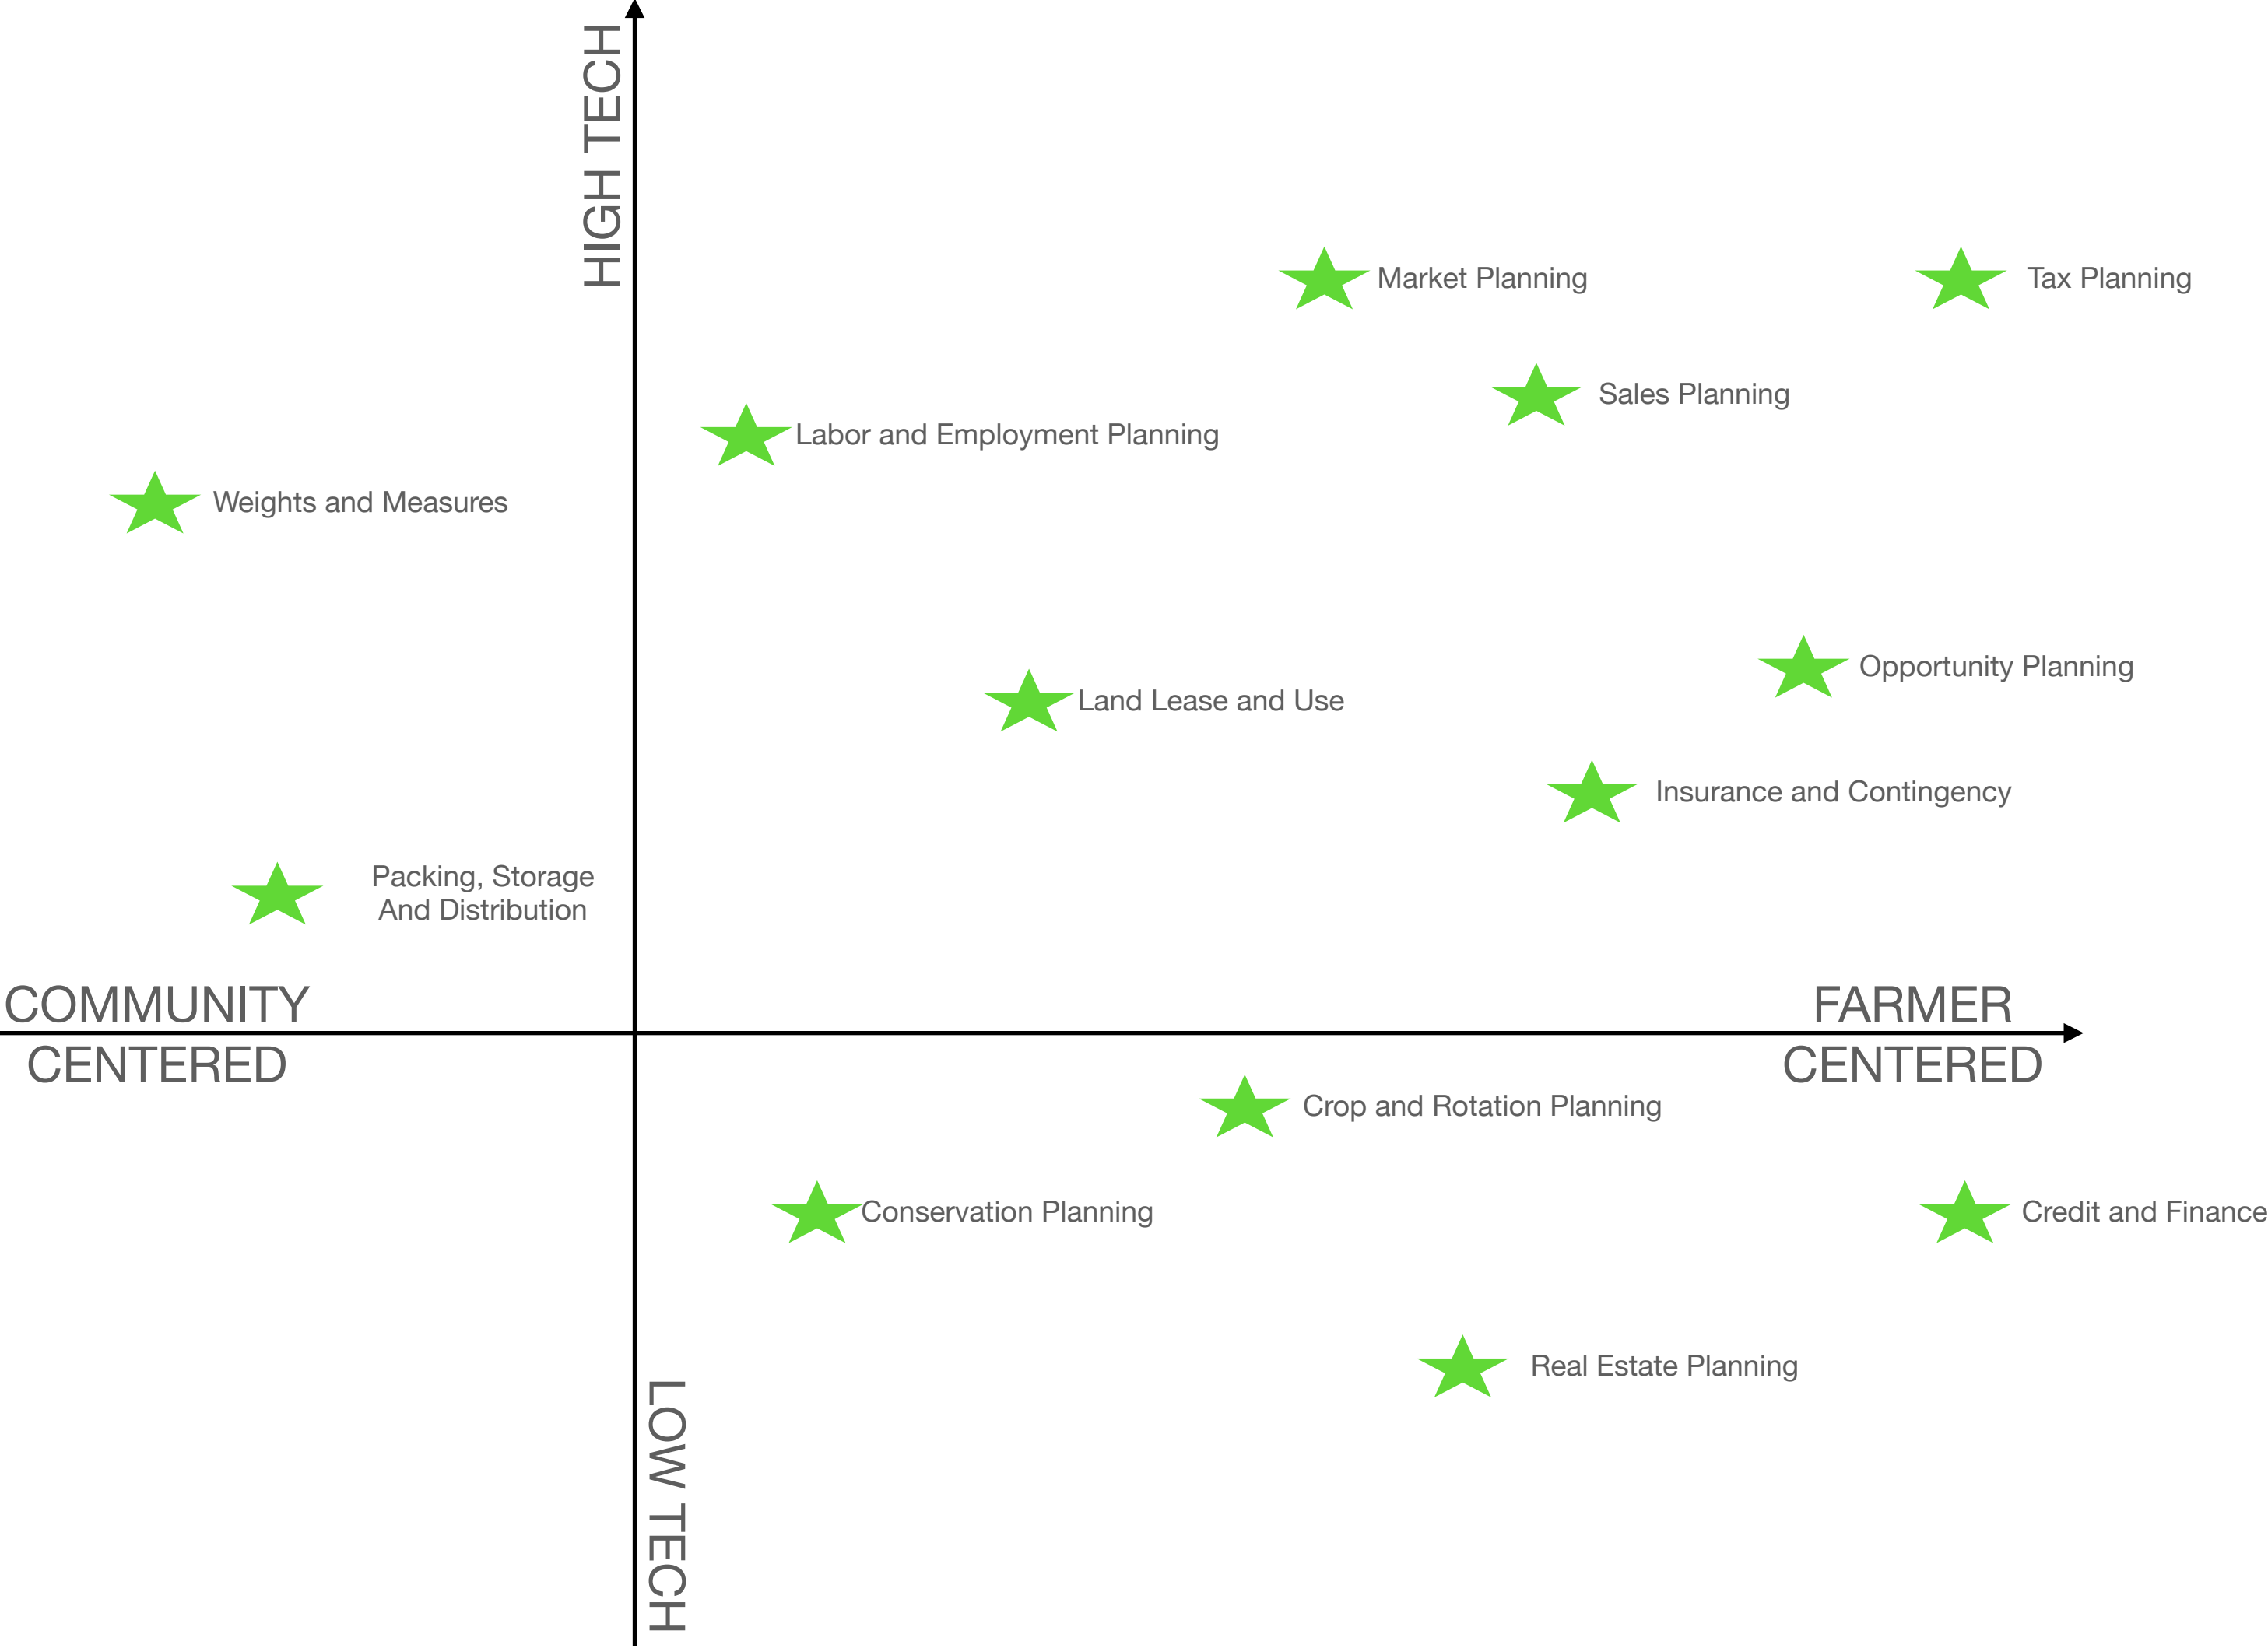 HIGH TECH
Market Planning
Tax Planning
Sales Planning
Labor and Employment Planning
Weights and Measures
Opportunity Planning
Land Lease and Use
Insurance and Contingency
Packing, Storage
And Distribution
COMMUNITY
CENTERED
FARMER
CENTERED
Crop and Rotation Planning
Conservation Planning
Credit and Finance
Real Estate Planning
LOW TECH